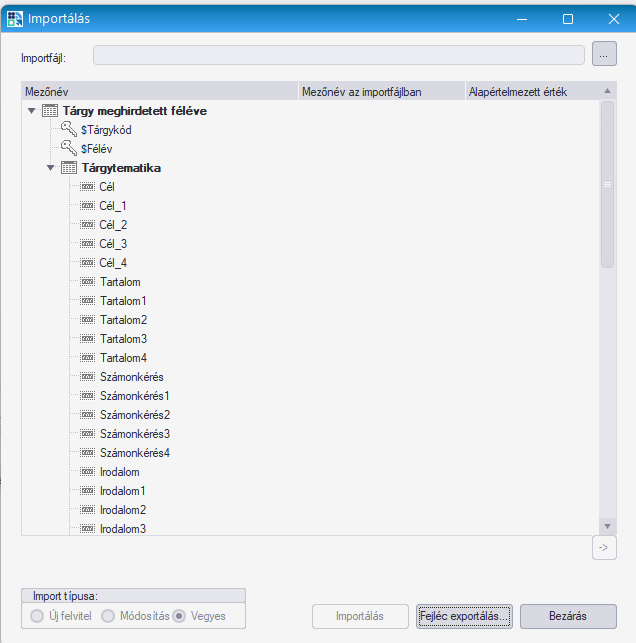 Importálás
Importfájl:
...
Mezőnév Mezőnév az importfájlban Alapértelmezett érték
Tárgy meghirdetett féléve
$Tárgykód
$Félév
Tárgytematika
Cél
Cél_1
Cél_2
Cél_3
Cél_4
Tartalom
Tartalom1
Tartalom2
Tartalom3
Tartalom4
Számonkérés
Számonkérés1
Számonkérés2
Számonkérés3
Számonkérés4
Irodalom
Irodalom1
Irodalom2
Irodalom3
->
Import típusa:
Új felvitel Módosítás Vegyes
Importálás Fejléc exportálás... Bezárás